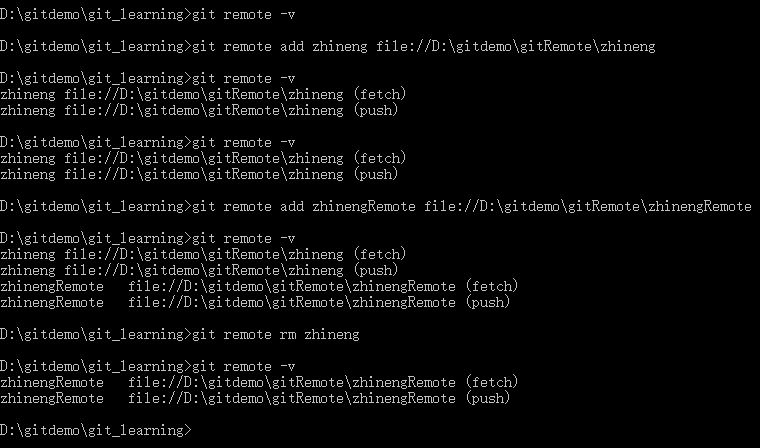 D:\gitdemo\git_learning>git remote -v
D:\gitdemo\git_learning>git remote add zhineng file://D:\gitdemo\gitRemote\zhineng
D:\gitdemo\git_learning>git remote -v
zhineng file://D:\gitdemo\gitRemote\zhineng (fetch)
zhineng file://D:\gitdemo\gitRemote\zhineng (push)
D:\gitdemo\git_learning>git remote -v
zhineng file://D:\gitdemo\gitRemote\zhineng (fetch)
zhineng file://D:\gitdemo\gitRemote\zhineng (push)
D:\gitdemo\git_learning>git remote add zhinengRemote file://D:\gitdemo\gitRemote\zhinengRemote
D:\gitdemo\git_learning>git remote -v
zhineng file://D:\gitdemo\gitRemote\zhineng (fetch)
zhineng file://D:\gitdemo\gitRemote\zhineng (push)
zhinengRemote   file://D:\gitdemo\gitRemote\zhinengRemote (fetch)
zhinengRemote   file://D:\gitdemo\gitRemote\zhinengRemote (push)
D:\gitdemo\git_learning>git remote rm zhineng
D:\gitdemo\git_learning>git remote -v
zhinengRemote   file://D:\gitdemo\gitRemote\zhinengRemote (fetch)
zhinengRemote   file://D:\gitdemo\gitRemote\zhinengRemote (push)
D:\gitdemo\git_learning>